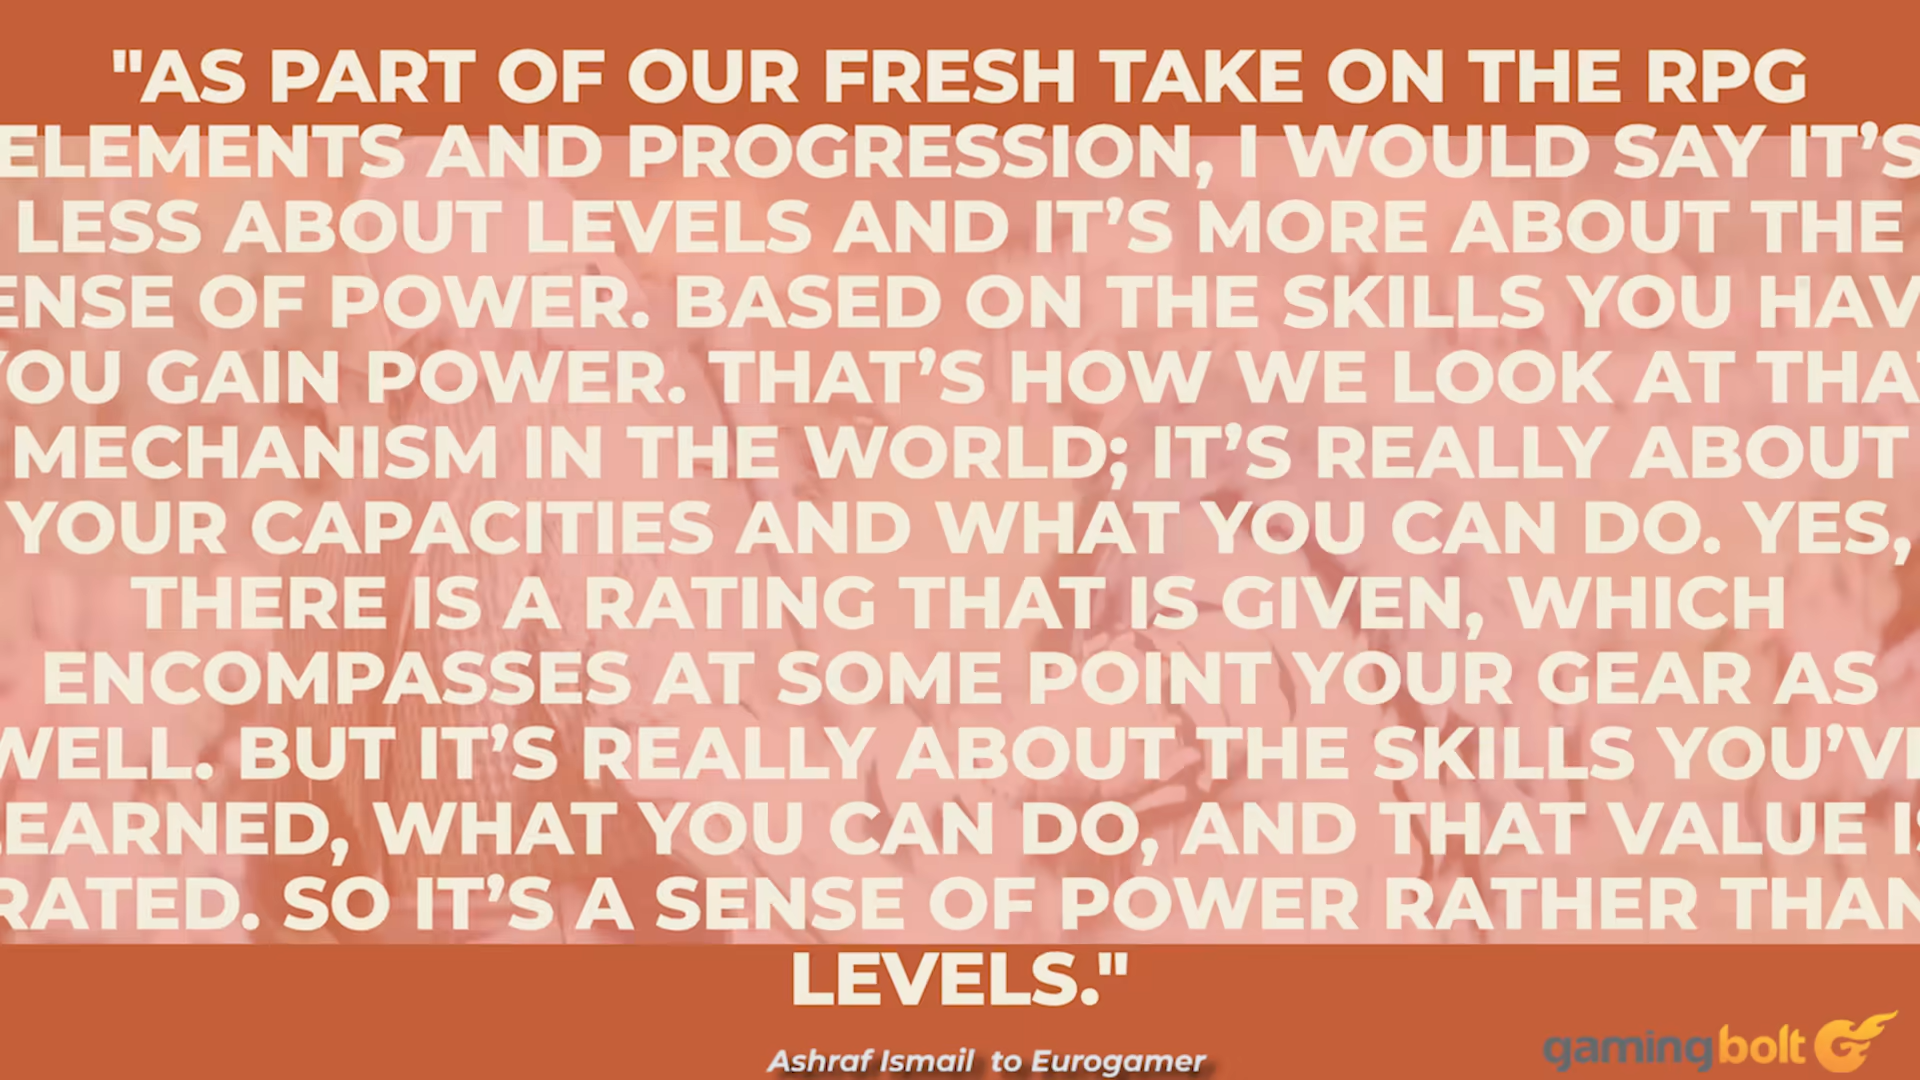 "AS PART OF OUR FRESH TAKE ON THE RPG
ELEMENTS AND PROGRESSION, I WOULD SAY IT’S
LESS ABOUT LEVELS AND IT’S MORE ABOUT THE
ENSE OF POWER. BASED ON THE SKILLS YOU HAV
YOU GAIN POWER. THAT’S HOW WE LOOK AT THAT
MECHANISM IN THE WORLD; IT’S REALLY ABOUT
YOUR CAPACITIES AND WHAT YOU CAN DO. YES,
THERE IS A RATING THAT IS GIVEN, WHICH
ENCOMPASSES AT SOME POINT YOUR GEAR AS
WELL. BUT IT’S REALLY ABOUT THE SKILLS YOU’VE
LEARNED, WHAT YOU CAN DO, AND THAT VALUE IS
RATED. SO IT’S A SENSE OF POWER RATHER THAN
LEVELS."
Ashraf Ismail to Eurogamer
gamingbolt